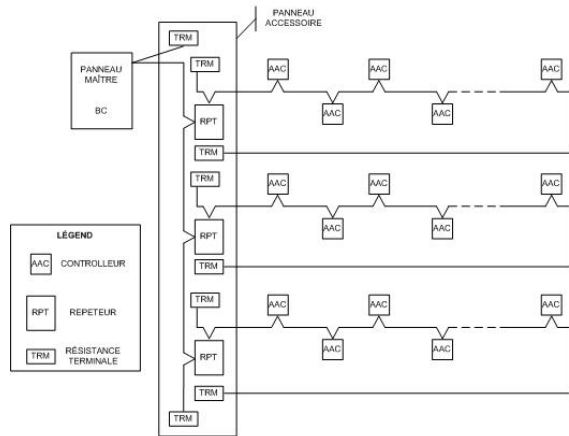 PANNEAU
ACCESSOIRE
TRM
PANNEAU
MAÎTRE
BC
TRM
AAC
AAC
AAC
RPT
AAC
AAC
TRM
TRM
AAC
AAC
AAC
RPT
AAC
AAC
TRM
TRM
AAC
AAC
AAC
RPT
AAC
AAC
TRM
TRM
LÉGEND
AAC CONTROLLEUR
RPT REPETEUR
TRM RÉSISTANCE
TERMINALE